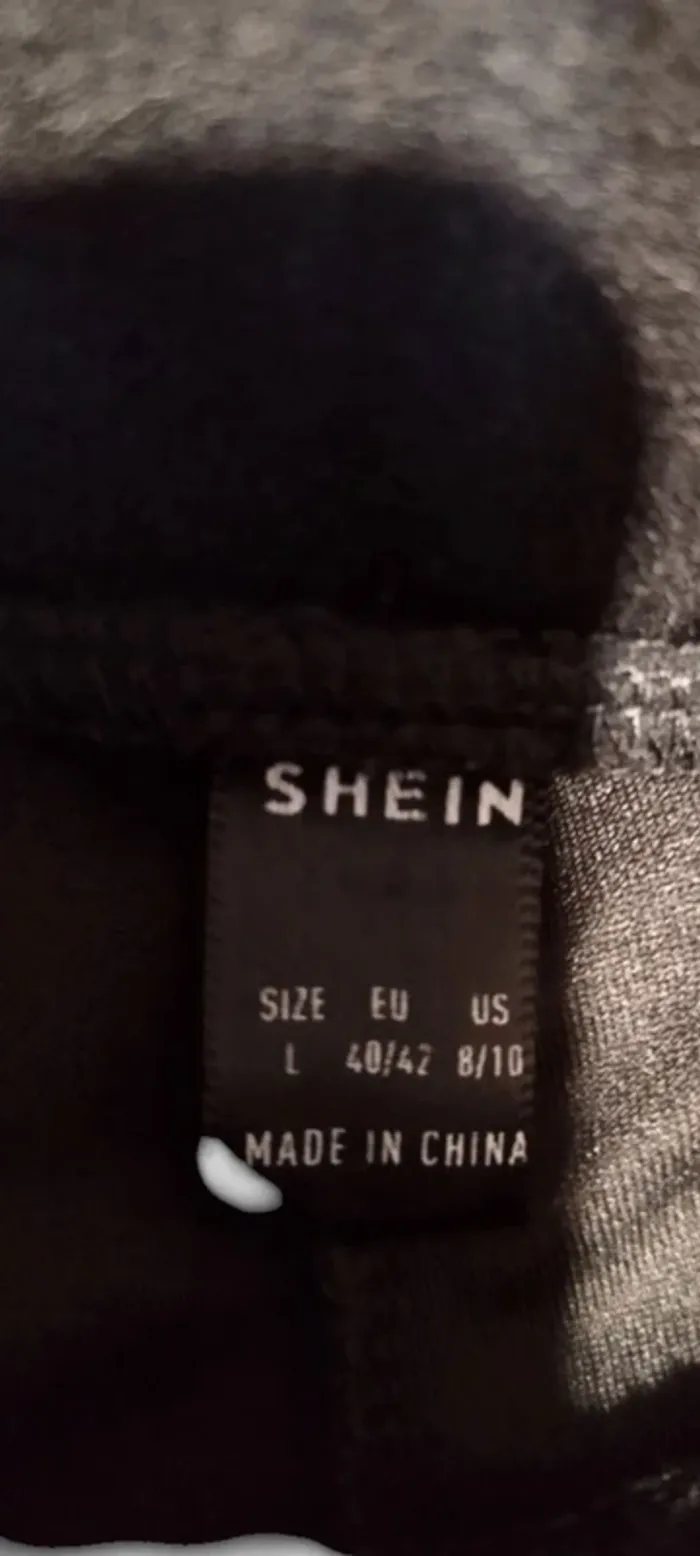 SHEIN
SIZE EU US
L 40/42 8/10
MADE IN CHINA